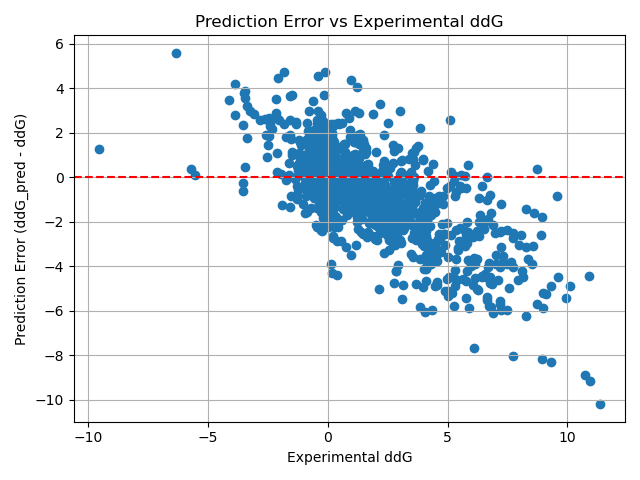 Prediction Error vs Experimental ddG
6
4
2
0
−2
−4
−6
−8
−10
Prediction Error (ddG_pred - ddG)
−10 −5 0 5 10
Experimental ddG